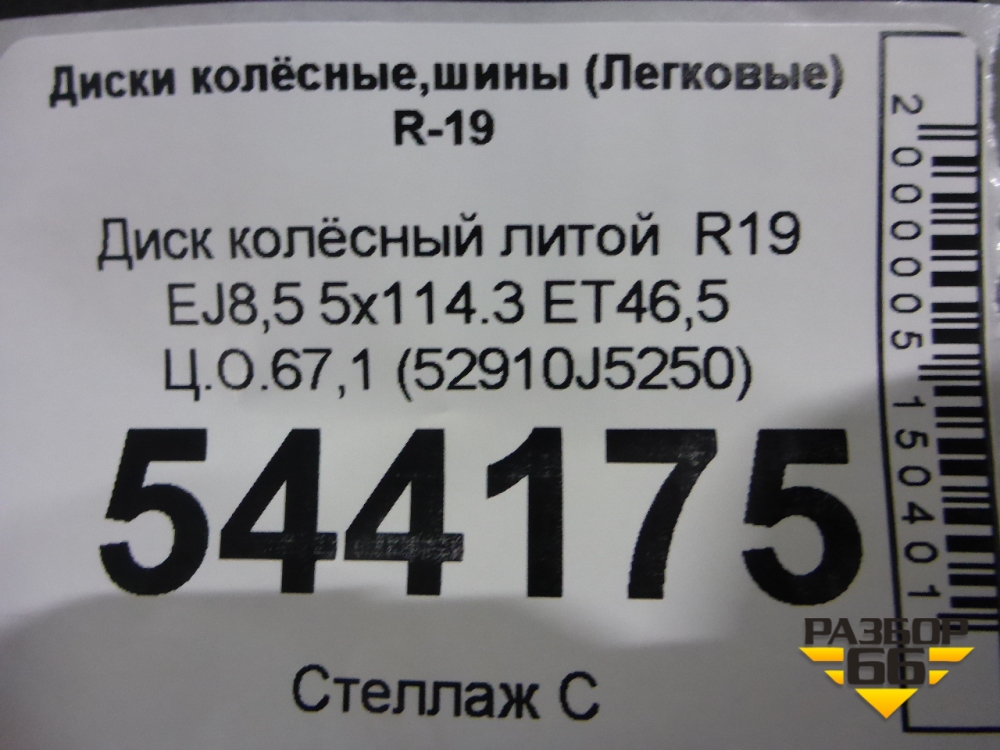 Диски колёсные,шины (Легковые)
R-19
Диск колёсный литой R19
EJ8,5 5x114.3 ET46,5
Ц.О.67,1 (52910J5250)
544175
Стеллаж С
2000005150401
РАЗБОР
66